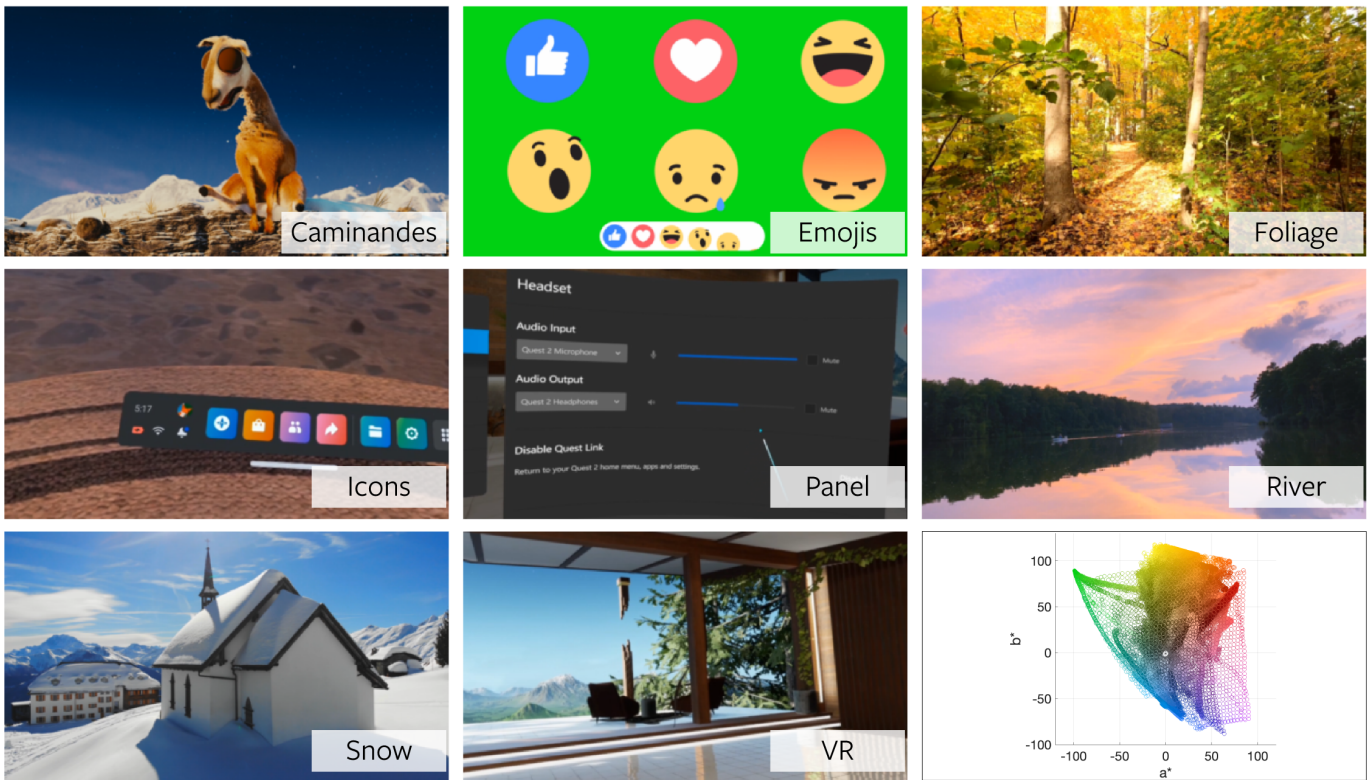 Caminandes
Emojis
Foliage
5:17
Icons
Headset
Audio Input
Quest 2 Microphone
Mute
Audio Output
Quest 2 Headphones
Mute
Disable Quest Link
Return to your Quest 2 home menu, apps and settings.
Panel
River
Snow
VR
100
50
0
-50
-100
b*
-100 -50 0 50 100
a*